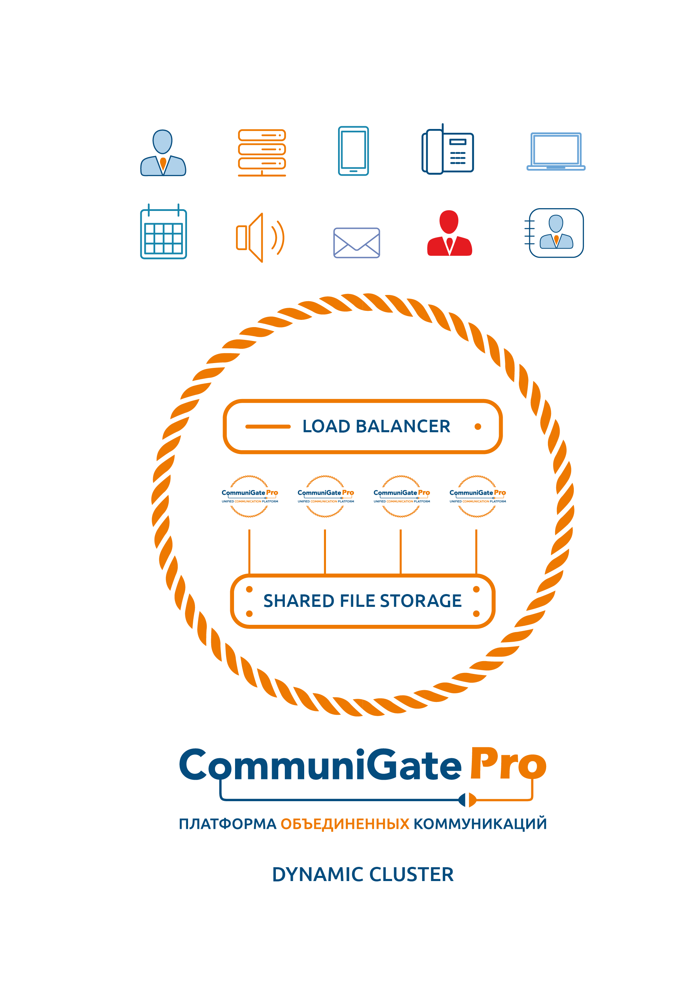 LOAD BALANCER
CommuniGate Pro CommuniGate Pro CommuniGate Pro CommuniGate Pro
UNIFIED COMMUNICATION PLATFORM UNIFIED COMMUNICATION PLATFORM UNIFIED COMMUNICATION PLATFORM UNIFIED COMMUNICATION PLATFORM
SHARED FILE STORAGE
CommuniGate Pro
ПЛАТФОРМА ОБЪЕДИНЕННЫХ КОММУНИКАЦИЙ
DYNAMIC CLUSTER